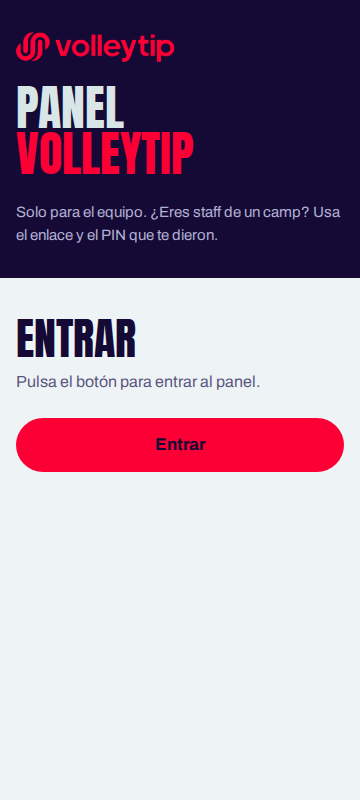 volleytip
PANEL
VOLLEYTIP
Solo para el equipo. ¿Eres staff de un camp? Usa
el enlace y el PIN que te dieron.
ENTRAR
Pulsa el botón para entrar al panel.
Entrar